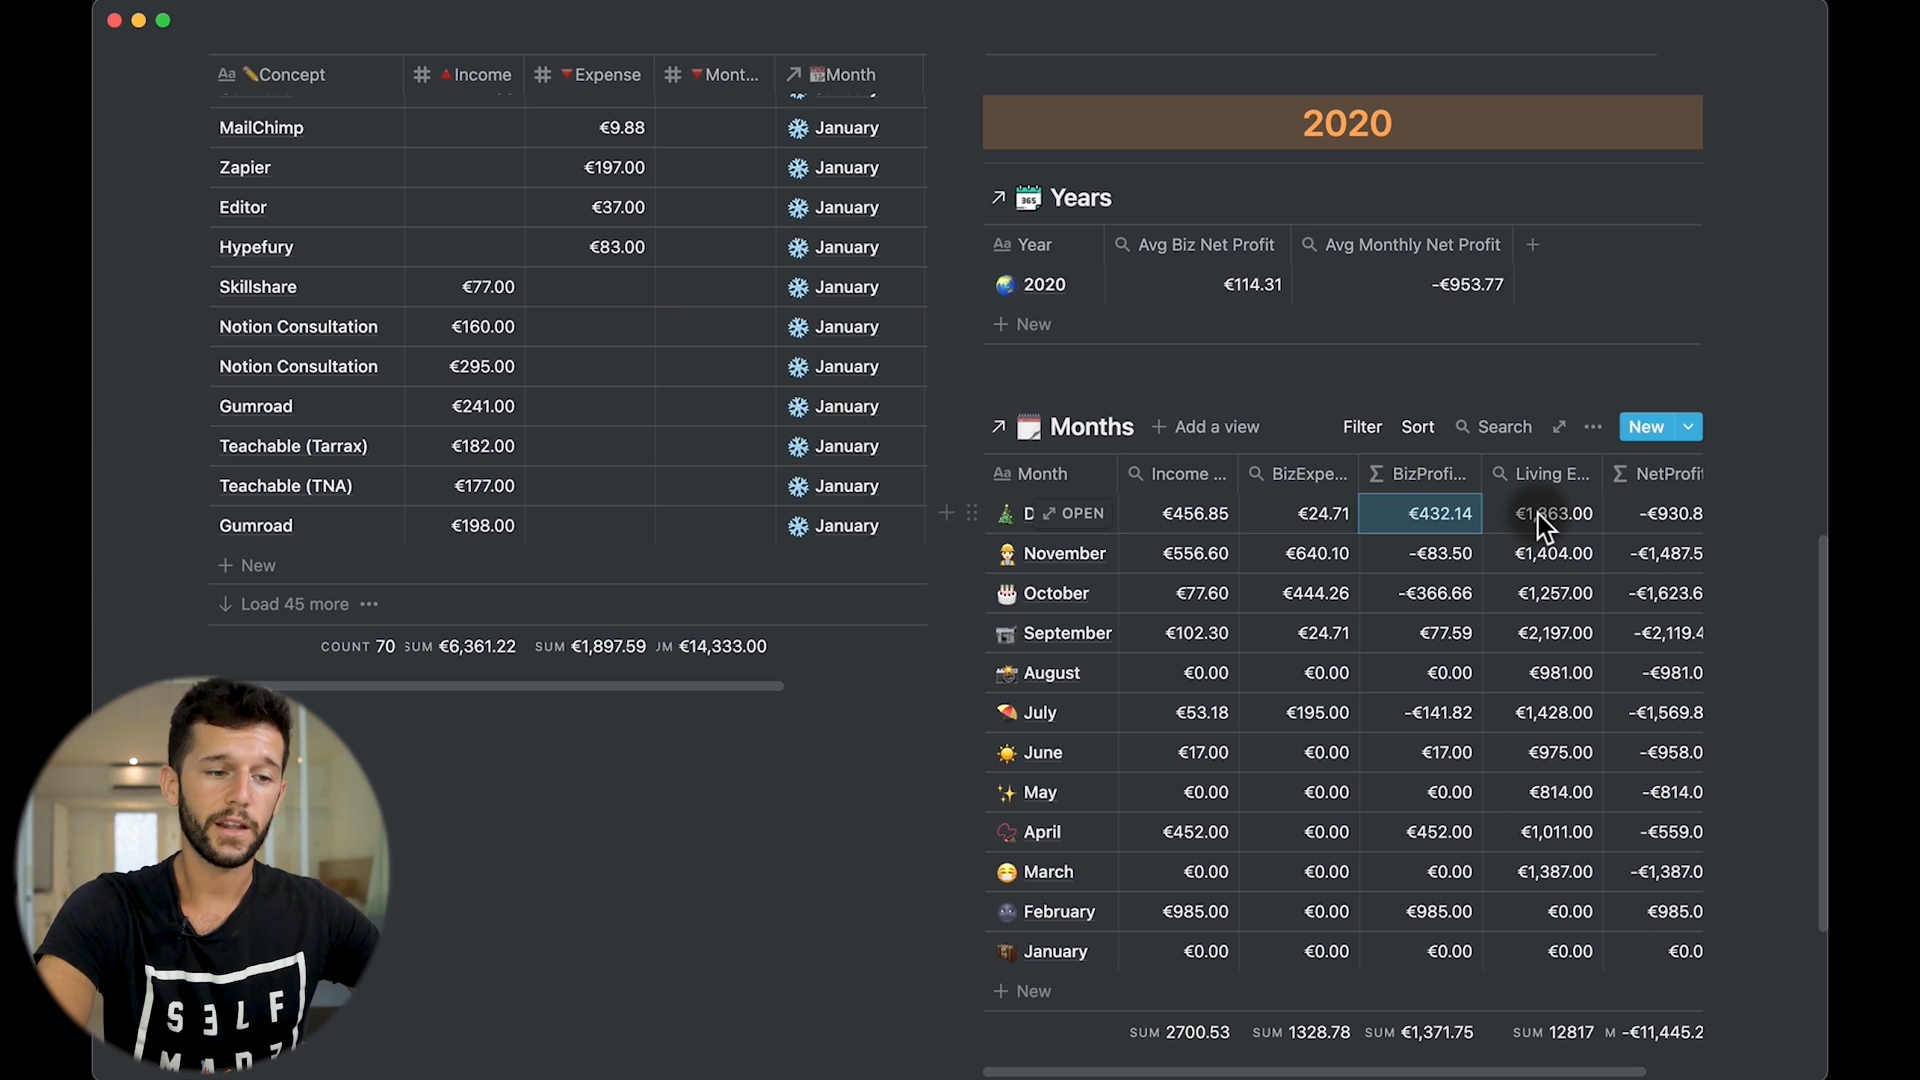 Aa ✏️Concept # 🔺Income # 🔻Expense # 🔻Mont... ↗ 📅Month
MailChimp €9.88 January
Zapier €197.00 January
Editor €37.00 January
Hypefury €83.00 January
Skillshare €77.00 January
Notion Consultation €160.00 January
Notion Consultation €295.00 January
Gumroad €241.00 January
Teachable (Tarrax) €182.00 January
Teachable (TNA) €177.00 January
Gumroad €198.00 January
+ New
↓ Load 45 more •••
COUNT 70 SUM €6,361.22 SUM €1,897.59 UM €14,333.00
2020
↗ Years
Aa Year Avg Biz Net Profit Avg Monthly Net Profit +
2020 €114.31 -€953.77
+ New
↗ Months + Add a view Filter Sort Search ••• New
Aa Month Income ... BizExpe... Σ BizProfi... Living E... Σ NetProfi
D OPEN €456.85 €24.71 €432.14 €1,363.00 -€930.8
November €556.60 €640.10 -€83.50 €1,404.00 -€1,487.5
October €77.60 €444.26 -€366.66 €1,257.00 -€1,623.6
September €102.30 €24.71 €77.59 €2,197.00 -€2,119.4
August €0.00 €0.00 €0.00 €981.00 -€981.0
July €53.18 €195.00 -€141.82 €1,428.00 -€1,569.8
June €17.00 €0.00 €17.00 €975.00 -€958.0
May €0.00 €0.00 €0.00 €814.00 -€814.0
April €452.00 €0.00 €452.00 €1,011.00 -€559.0
March €0.00 €0.00 €0.00 €1,387.00 -€1,387.0
February €985.00 €0.00 €985.00 €0.00 €985.0
January €0.00 €0.00 €0.00 €0.00 €0.0
+ New
SUM 2700.53 SUM 1328.78 SUM €1,371.75 SUM 12817 M -€11,445.2
S3LF
MADE